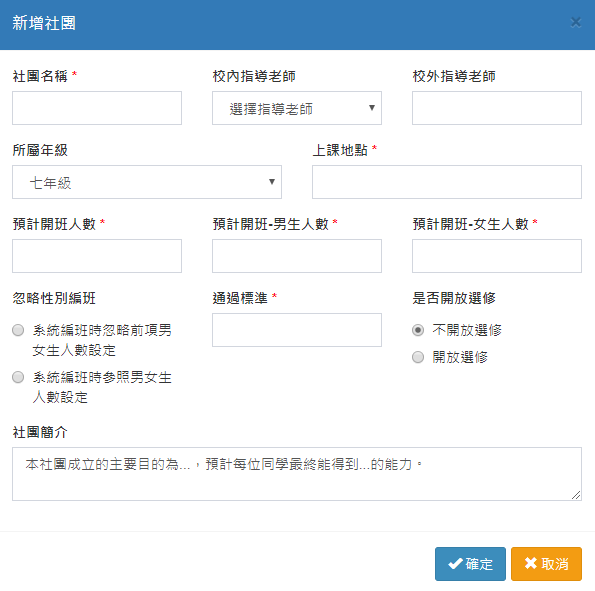 新增社團 ×
社團名稱 * 校內指導老師 校外指導老師
選擇指導老師
所屬年級 上課地點 *
七年級
預計開班人數 * 預計開班-男生人數 * 預計開班-女生人數 *
忽略性別編班 通過標準 * 是否開放選修
系統編班時忽略前項男 不開放選修
女生人數設定 開放選修
系統編班時參照男女生
人數設定
社團簡介
本社團成立的主要目的為...，預計每位同學最終能得到...的能力。
確定 取消